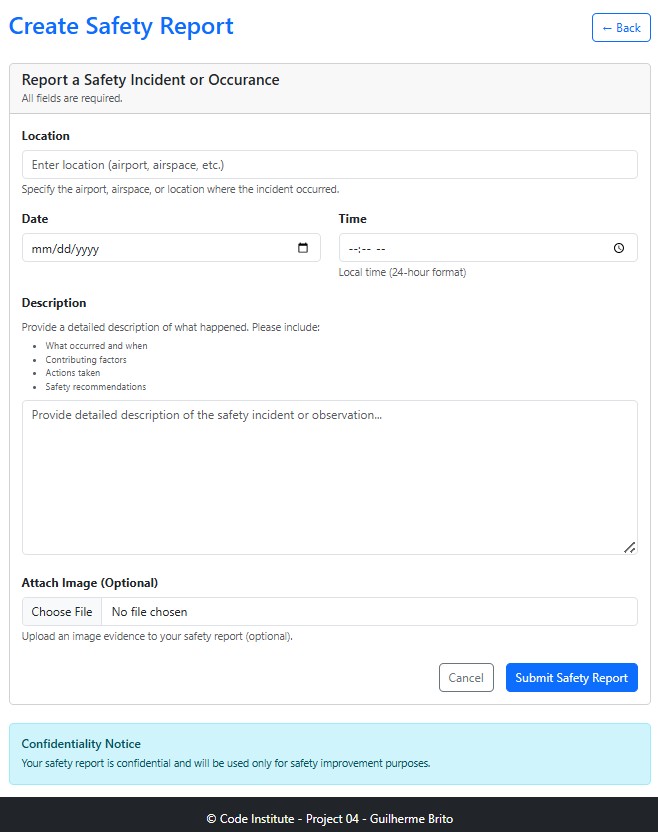 Create Safety Report
← Back
Report a Safety Incident or Occurance
All fields are required.
Location
Enter location (airport, airspace, etc.)
Specify the airport, airspace, or location where the incident occurred.
Date Time
mm/dd/yyyy --:-- --
Local time (24-hour format)
Description
Provide a detailed description of what happened. Please include:
• What occurred and when
• Contributing factors
• Actions taken
• Safety recommendations
Provide detailed description of the safety incident or observation...
Attach Image (Optional)
Choose File No file chosen
Upload an image evidence to your safety report (optional).
Cancel Submit Safety Report
Confidentiality Notice
Your safety report is confidential and will be used only for safety improvement purposes.
© Code Institute - Project 04 - Guilherme Brito